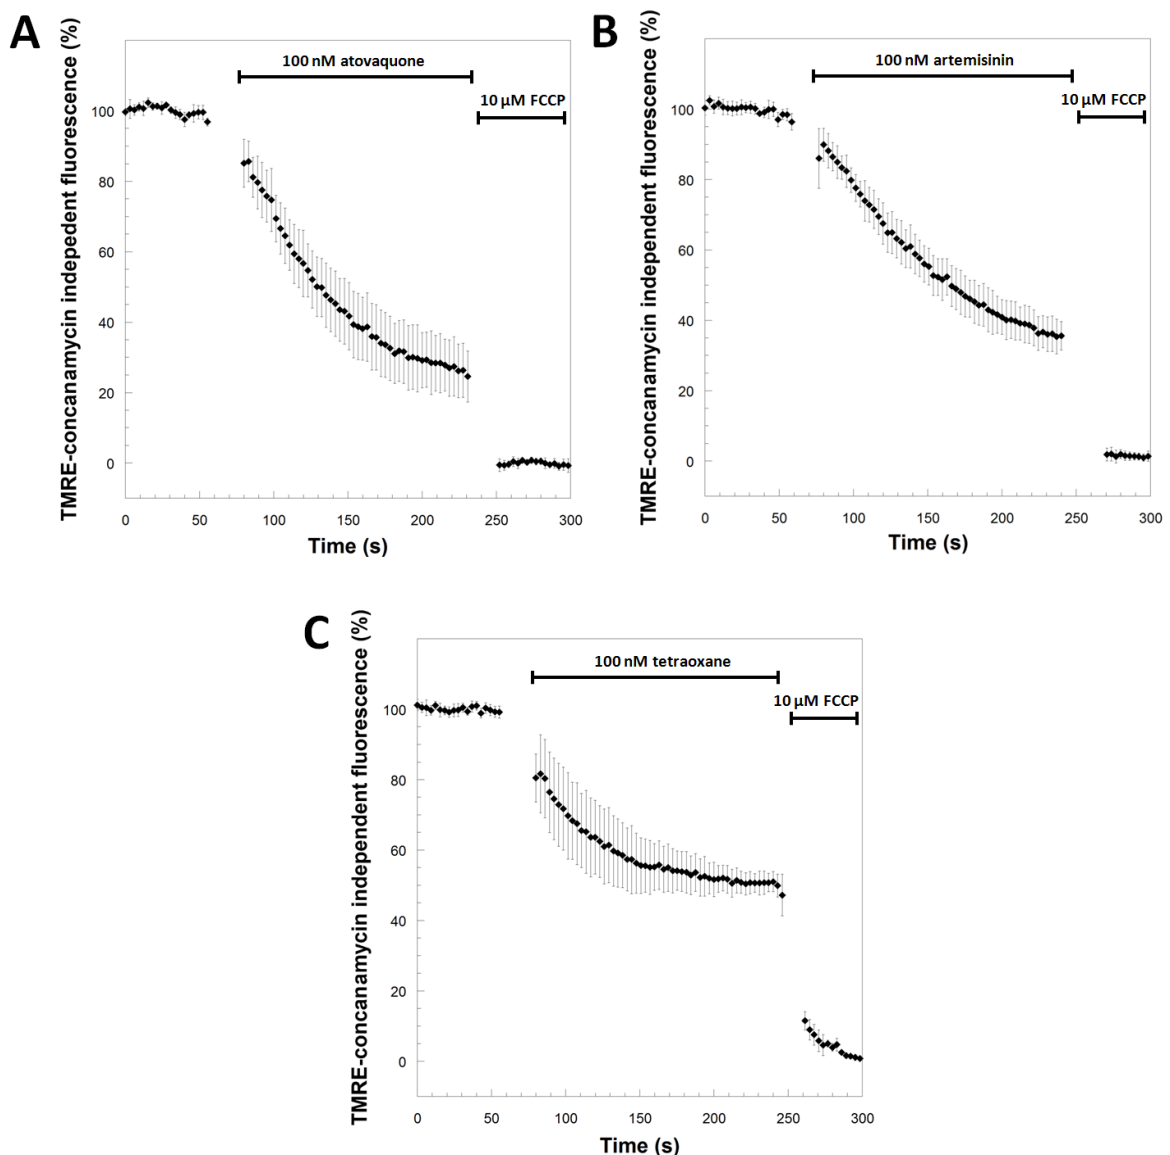 A
TMRE-concanamycin indepedent fluorescence (%)
100 nM atovaquone
10 µM FCCP
100
80
60
40
20
0
0 50 100 150 200 250 300
Time (s)
B
TMRE-concanamycin independent fluorescence (%)
100 nM artemisinin
10 µM FCCP
100
80
60
40
20
0
0 50 100 150 200 250 300
Time (s)
C
TMRE-concanamycin independent fluorescence (%)
100 nM tetraoxane
10 µM FCCP
100
80
60
40
20
0
0 50 100 150 200 250 300
Time (s)